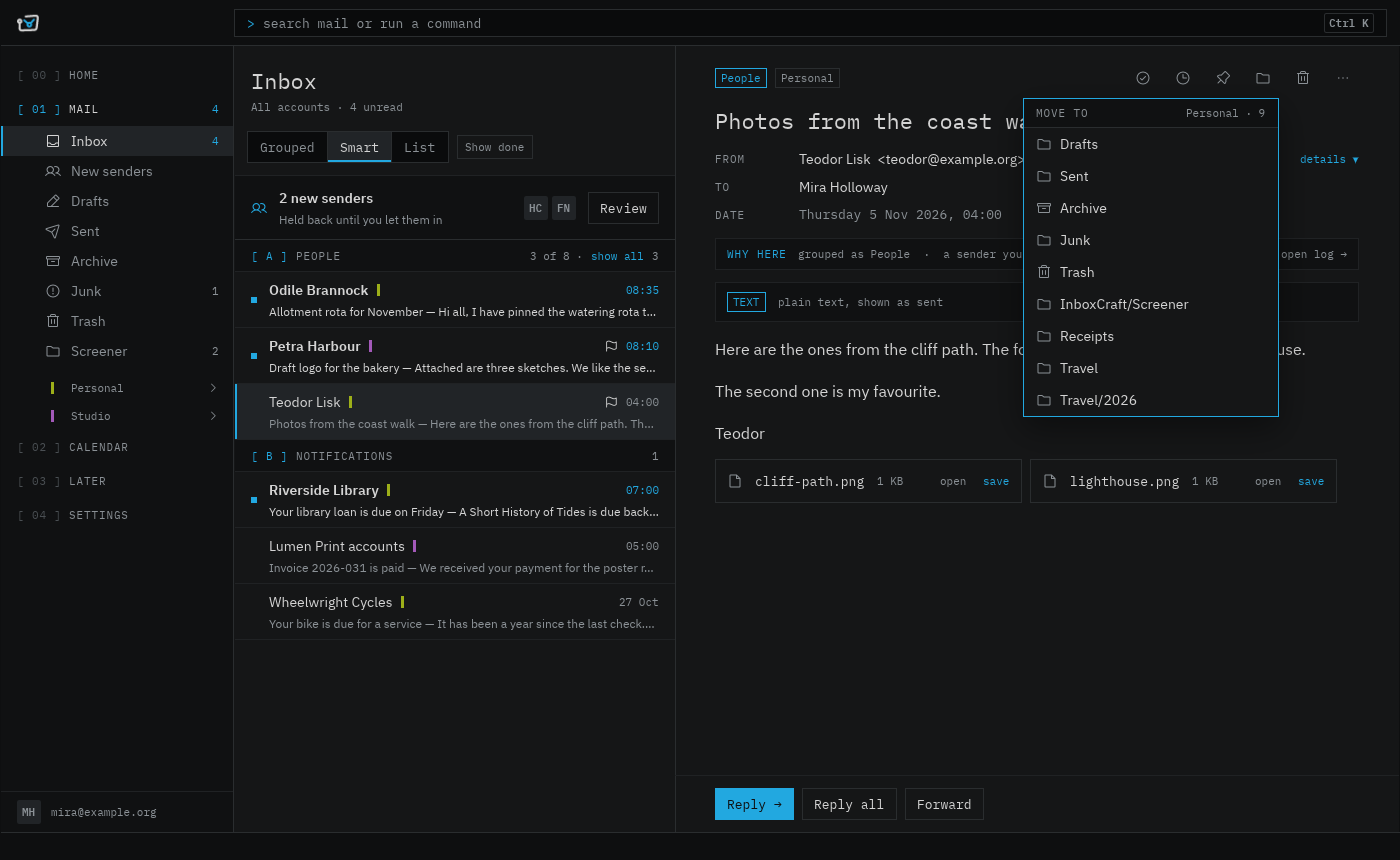 > search mail or run a command Ctrl K
[ 00 ] HOME
[ 01 ] MAIL 4
Inbox 4
New senders
Drafts
Sent
Archive
Junk 1
Trash
Screener 2
Personal
Studio
[ 02 ] CALENDAR
[ 03 ] LATER
[ 04 ] SETTINGS
MH mira@example.org
Inbox
All accounts · 4 unread
Grouped Smart List Show done
2 new senders
Held back until you let them in
HC FN Review
[ A ] PEOPLE 3 of 8 · show all 3
Odile Brannock 08:35
Allotment rota for November — Hi all, I have pinned the watering rota t…
Petra Harbour 08:10
Draft logo for the bakery — Attached are three sketches. We like the se…
Teodor Lisk 04:00
Photos from the coast walk — Here are the ones from the cliff path. Th…
[ B ] NOTIFICATIONS 1
Riverside Library 07:00
Your library loan is due on Friday — A Short History of Tides is due back…
Lumen Print accounts 05:00
Invoice 2026-031 is paid — We received your payment for the poster r…
Wheelwright Cycles 27 Oct
Your bike is due for a service — It has been a year since the last check.…
People Personal
Photos from the coast wa
FROM Teodor Lisk <teodor@example.org> details ▾
TO Mira Holloway
DATE Thursday 5 Nov 2026, 04:00
WHY HERE grouped as People · a sender you open log →
TEXT plain text, shown as sent
Here are the ones from the cliff path. The fo use.
The second one is my favourite.
Teodor
cliff-path.png 1 KB open save
lighthouse.png 1 KB open save
MOVE TO Personal · 9
Drafts
Sent
Archive
Junk
Trash
InboxCraft/Screener
Receipts
Travel
Travel/2026
Reply → Reply all Forward